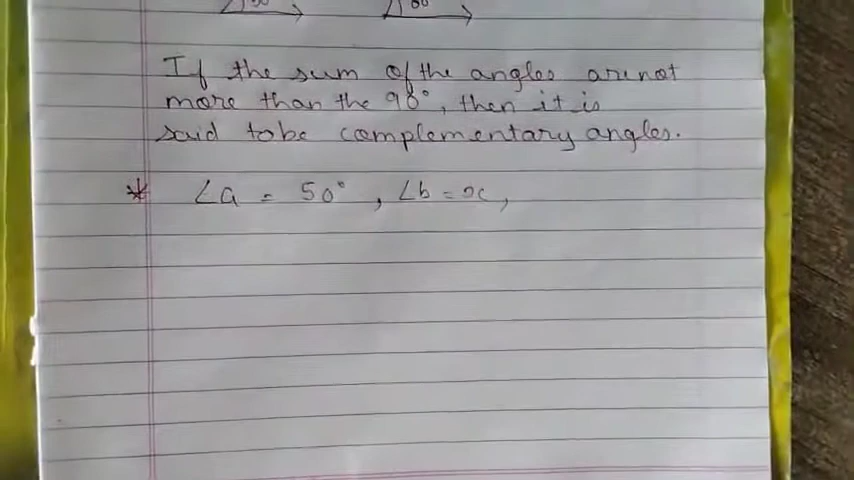 If the sum of the angles are not
more than the 90°, then it is
said to be complementary angles.
* ∠a = 50°, ∠b = x,